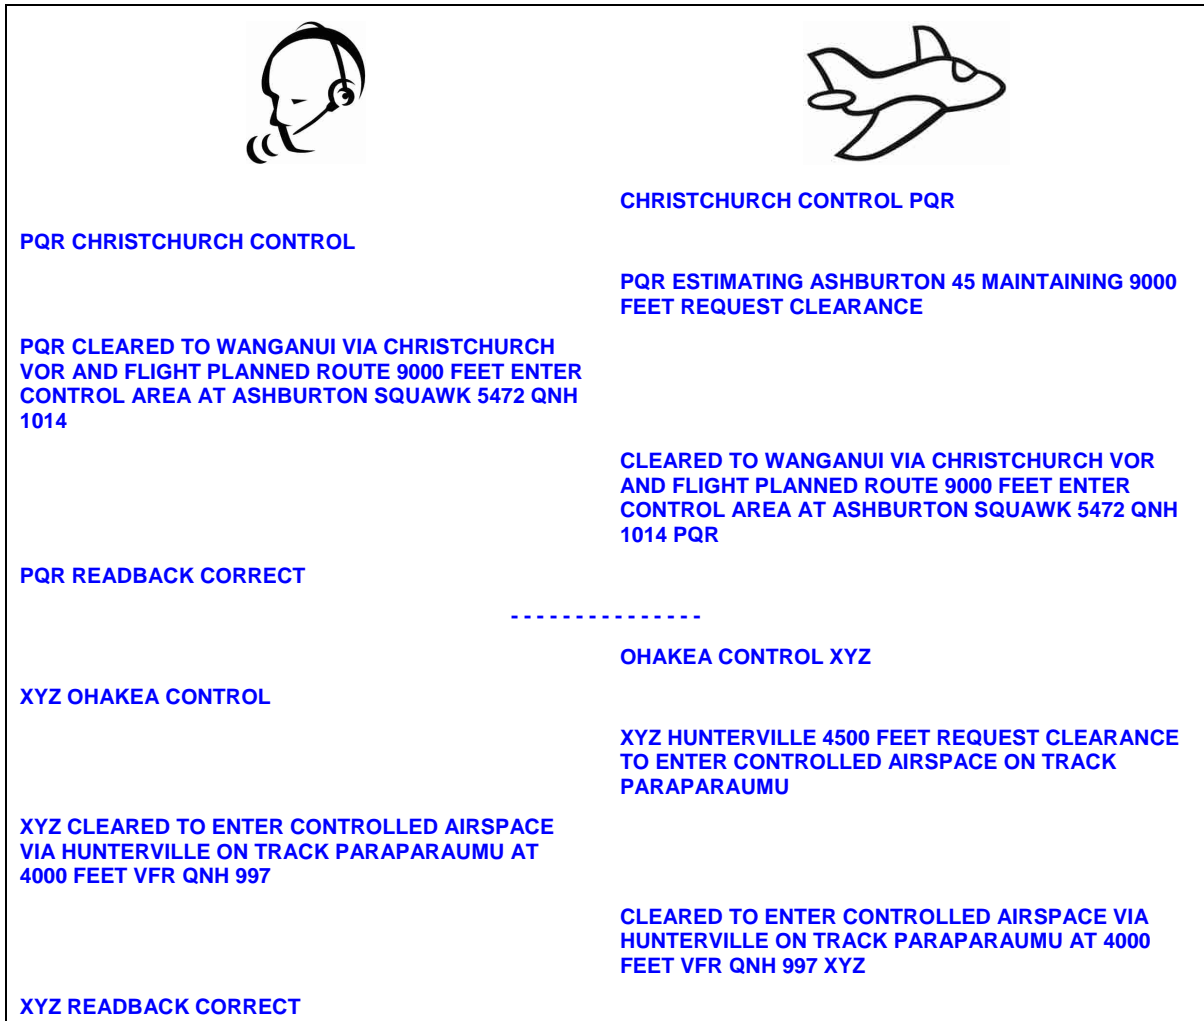 CHRISTCHURCH CONTROL PQR
PQR CHRISTCHURCH CONTROL
PQR ESTIMATING ASHBURTON 45 MAINTAINING 9000
FEET REQUEST CLEARANCE
PQR CLEARED TO WANGANUI VIA CHRISTCHURCH
VOR AND FLIGHT PLANNED ROUTE 9000 FEET ENTER
CONTROL AREA AT ASHBURTON SQUAWK 5472 QNH
1014
CLEARED TO WANGANUI VIA CHRISTCHURCH VOR
AND FLIGHT PLANNED ROUTE 9000 FEET ENTER
CONTROL AREA AT ASHBURTON SQUAWK 5472 QNH
1014 PQR
PQR READBACK CORRECT
- - - - - - - - - - - - - - -
OHAKEA CONTROL XYZ
XYZ OHAKEA CONTROL
XYZ HUNTERVILLE 4500 FEET REQUEST CLEARANCE
TO ENTER CONTROLLED AIRSPACE ON TRACK
PARAPARAUMU
XYZ CLEARED TO ENTER CONTROLLED AIRSPACE
VIA HUNTERVILLE ON TRACK PARAPARAUMU AT
4000 FEET VFR QNH 997
CLEARED TO ENTER CONTROLLED AIRSPACE VIA
HUNTERVILLE ON TRACK PARAPARAUMU AT 4000
FEET VFR QNH 997 XYZ
XYZ READBACK CORRECT